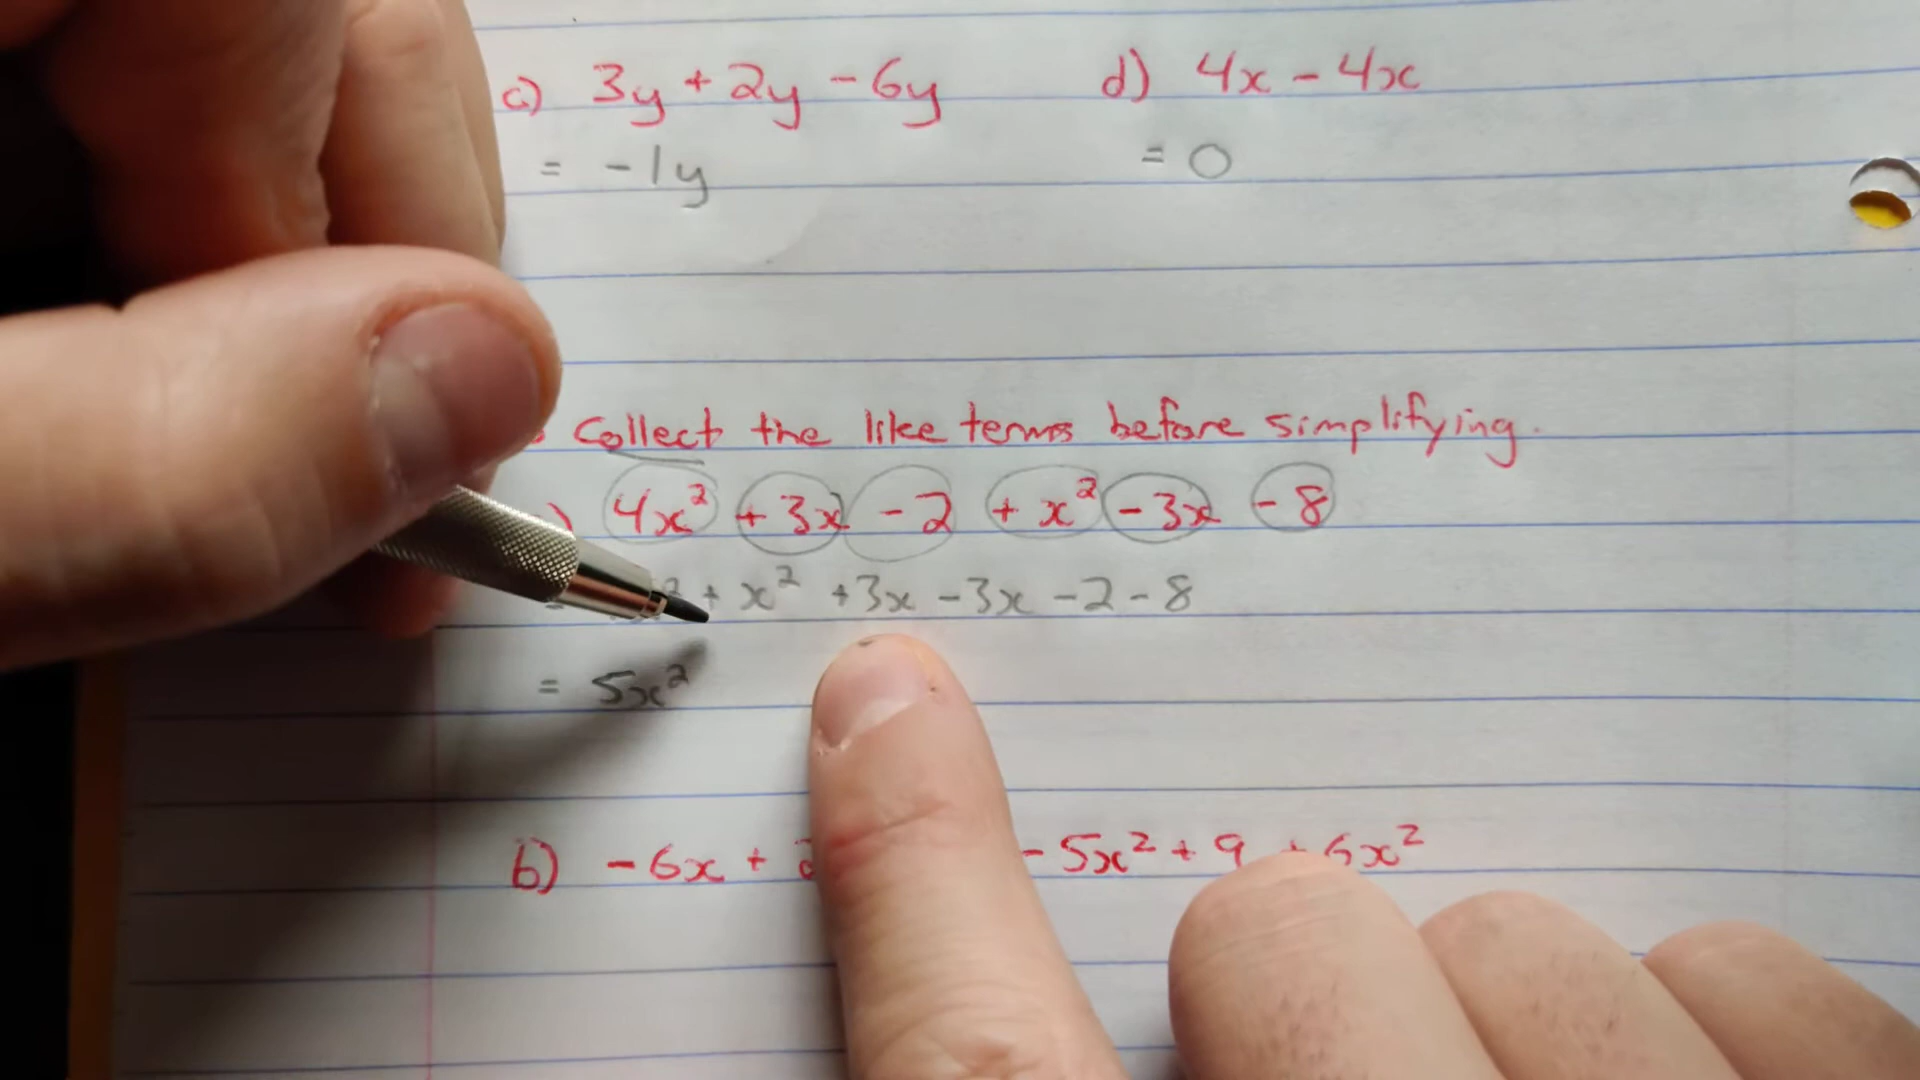 c) 3y + 2y - 6y
d) 4x - 4x
= -1y
= 0
Collect the like terms before simplifying.
) 4x² + 3x - 2 + x² - 3x - 8
² + x² + 3x - 3x - 2 - 8
= 5x²
b) -6x + - 5x² + 9 + 6x²